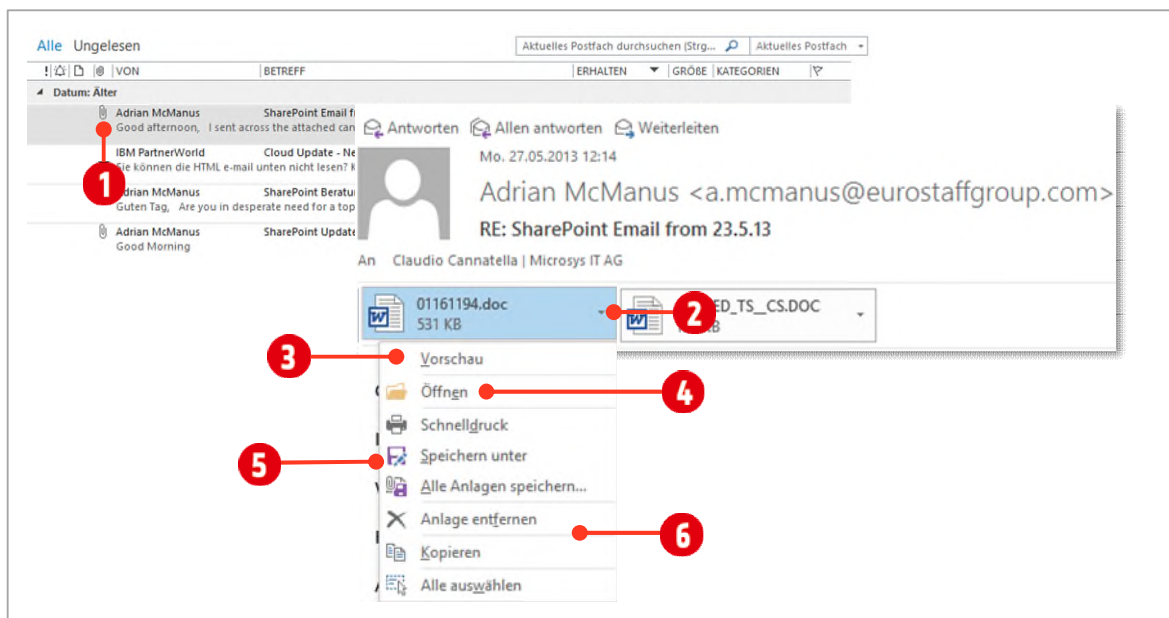 Alle Ungelesen
Aktuelles Postfach durchsuchen (Strg... Aktuelles Postfach
! VON BETREFF ERHALTEN GRÖßE KATEGORIEN
Datum: Älter
Adrian McManus SharePoint Email
Good afternoon, I sent across the attached can
1
IBM PartnerWorld Cloud Update - Ne
Sie können die HTML e-mail unten nicht lesen?
Adrian McManus SharePoint Beratu
Guten Tag, Are you in desperate need for a top
Adrian McManus SharePoint Update
Good Morning
Antworten Allen antworten Weiterleiten
Mo. 27.05.2013 12:14
Adrian McManus <a.mcmanus@eurostaffgroup.com>
RE: SharePoint Email from 23.5.13
An Claudio Cannatella | Microsys IT AG
01161194.doc
531 KB
2
ED_TS__CS.DOC
KB
3
Vorschau
Öffnen
4
Schnelldruck
5
Speichern unter
Alle Anlagen speichern...
Anlage entfernen
6
Kopieren
Alle auswählen